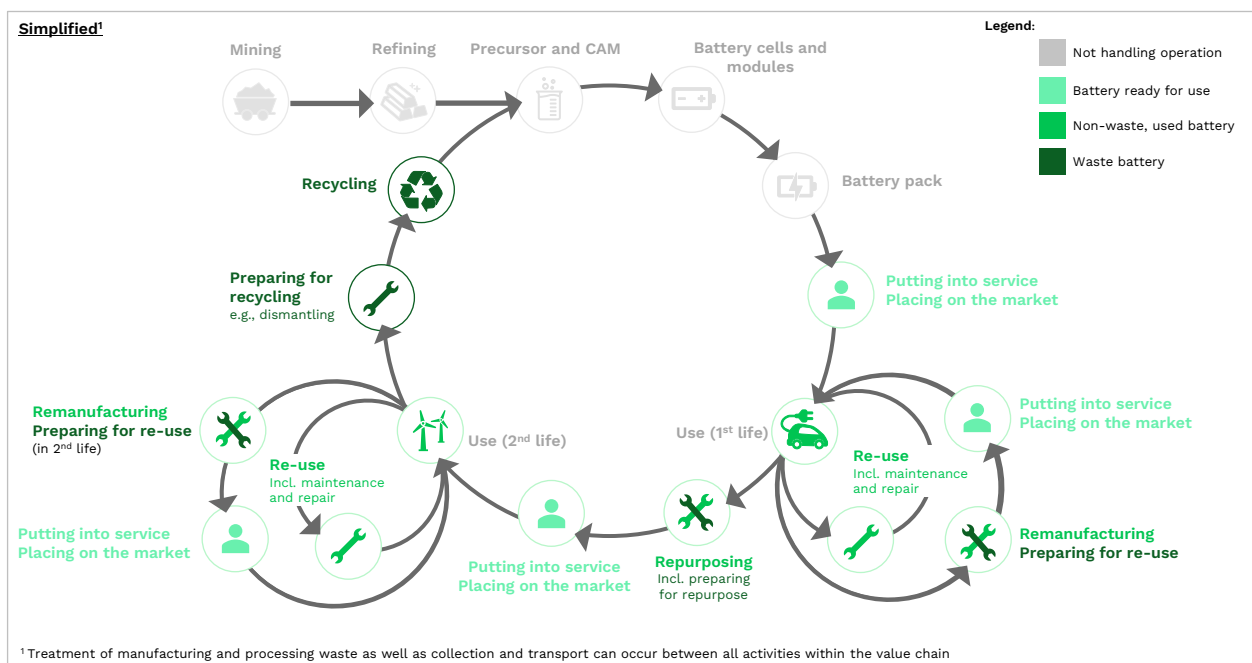 Simplified¹
Legend:
Not handling operation
Battery ready for use
Non-waste, used battery
Waste battery
Mining
Refining
Precursor and CAM
Battery cells and
modules
Battery pack
Putting into service
Placing on the market
Use (1ˢᵗ life)
Re-use
Incl. maintenance
and repair
Putting into service
Placing on the market
Remanufacturing
Preparing for re-use
Repurposing
Incl. preparing
for repurpose
Putting into service
Placing on the market
Use (2ⁿᵈ life)
Re-use
Incl. maintenance
and repair
Remanufacturing
Preparing for re-use
(in 2ⁿᵈ life)
Putting into service
Placing on the market
Preparing for
recycling
e.g., dismantling
Recycling
¹ Treatment of manufacturing and processing waste as well as collection and transport can occur between all activities within the value chain